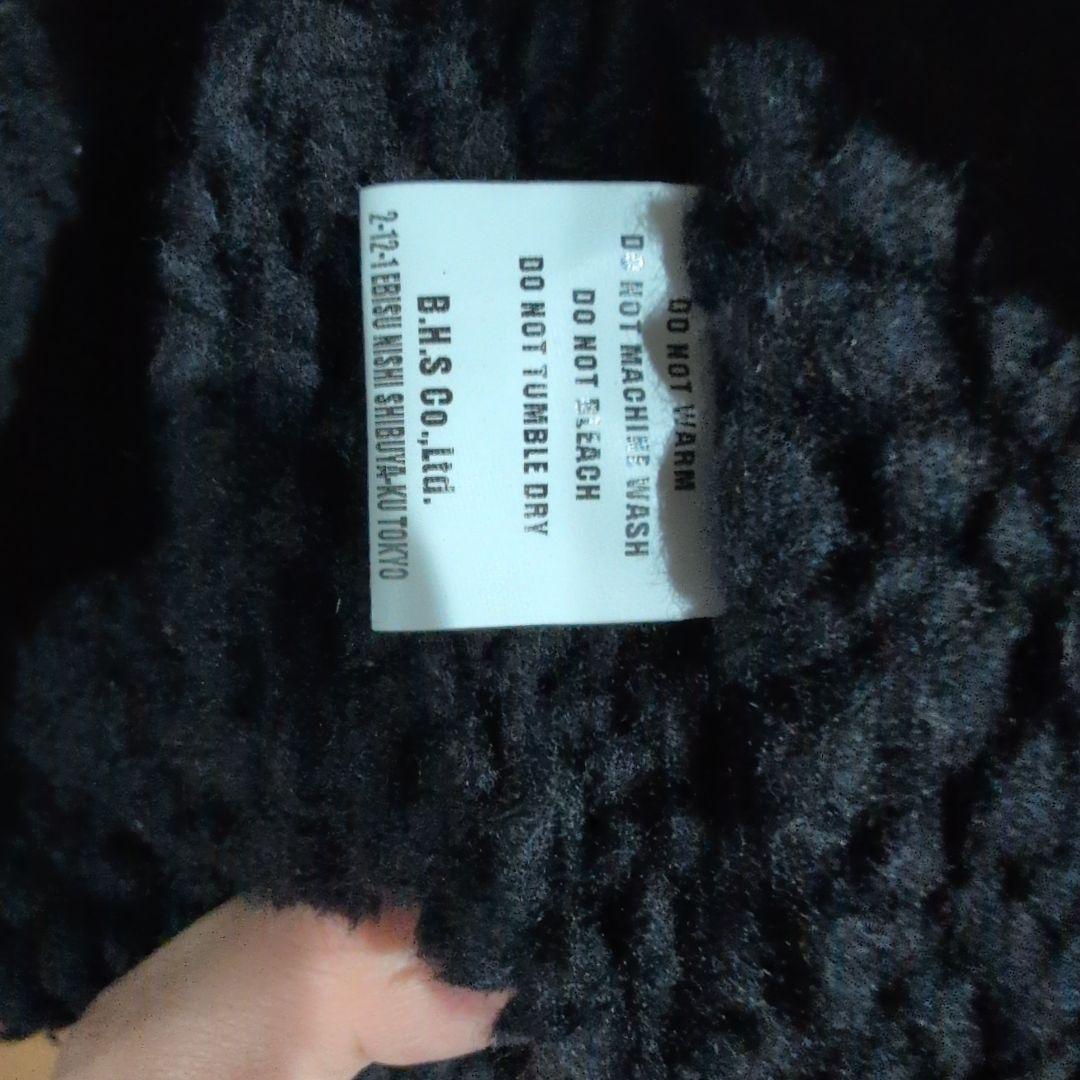 DO NOT WARM
DO NOT MACHINE WASH
DO NOT BLEACH
DO NOT TUMBLE DRY
B.H.S Co.,Ltd.
2-12-1 EBISU NISHI SHIBUYA-KU TOKYO